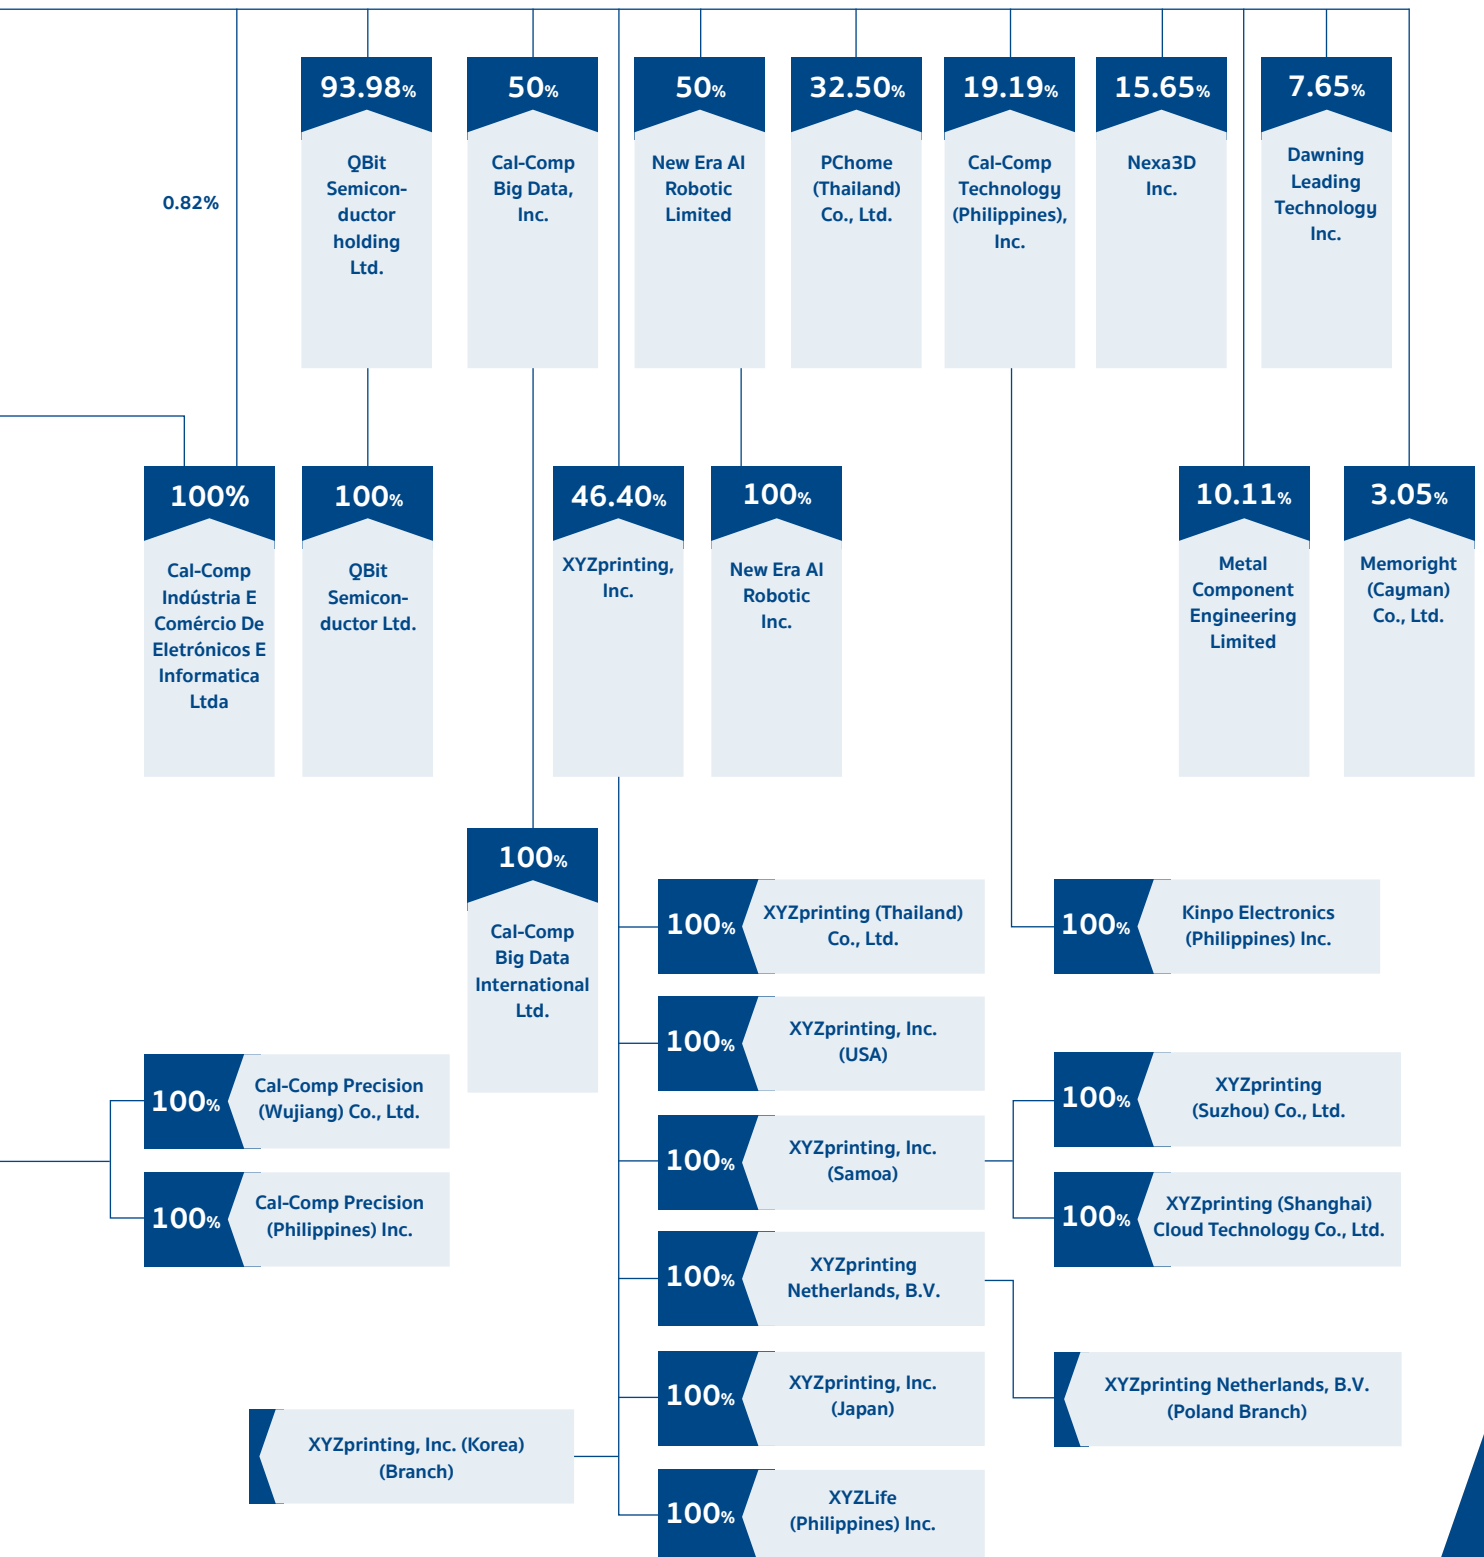 93.98%
QBit
Semicon-
ductor
holding
Ltd.
50%
Cal-Comp
Big Data,
Inc.
50%
New Era AI
Robotic
Limited
32.50%
PChome
(Thailand)
Co., Ltd.
19.19%
Cal-Comp
Technology
(Philippines),
Inc.
15.65%
Nexa3D
Inc.
7.65%
Dawning
Leading
Technology
Inc.
0.82%
100%
Cal-Comp
Indústria E
Comércio De
Eletrónicos E
Informatica
Ltda
100%
QBit
Semicon-
ductor Ltd.
46.40%
XYZprinting,
Inc.
100%
New Era AI
Robotic
Inc.
10.11%
Metal
Component
Engineering
Limited
3.05%
Memoright
(Cayman)
Co., Ltd.
100%
Cal-Comp
Big Data
International
Ltd.
100%
XYZprinting (Thailand)
Co., Ltd.
100%
Kinpo Electronics
(Philippines) Inc.
100%
XYZprinting, Inc.
(USA)
100%
Cal-Comp Precision
(Wujiang) Co., Ltd.
100%
XYZprinting
(Suzhou) Co., Ltd.
100%
XYZprinting, Inc.
(Samoa)
100%
Cal-Comp Precision
(Philippines) Inc.
100%
XYZprinting (Shanghai)
Cloud Technology Co., Ltd.
100%
XYZprinting
Netherlands, B.V.
100%
XYZprinting, Inc.
(Japan)
XYZprinting Netherlands, B.V.
(Poland Branch)
XYZprinting, Inc. (Korea)
(Branch)
100%
XYZLife
(Philippines) Inc.